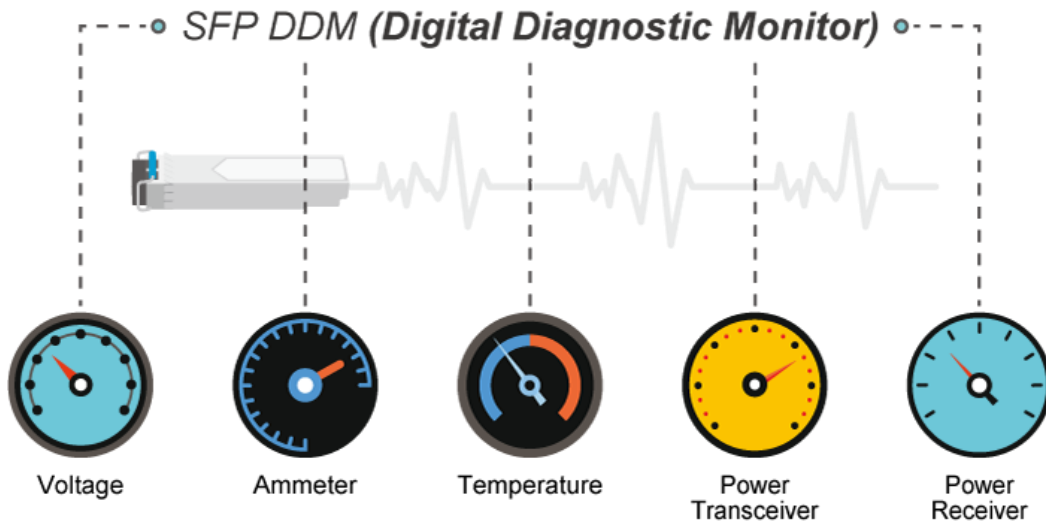 SFP DDM (Digital Diagnostic Monitor)
Voltage
Ammeter
Temperature
Power
Transceiver
Power
Receiver